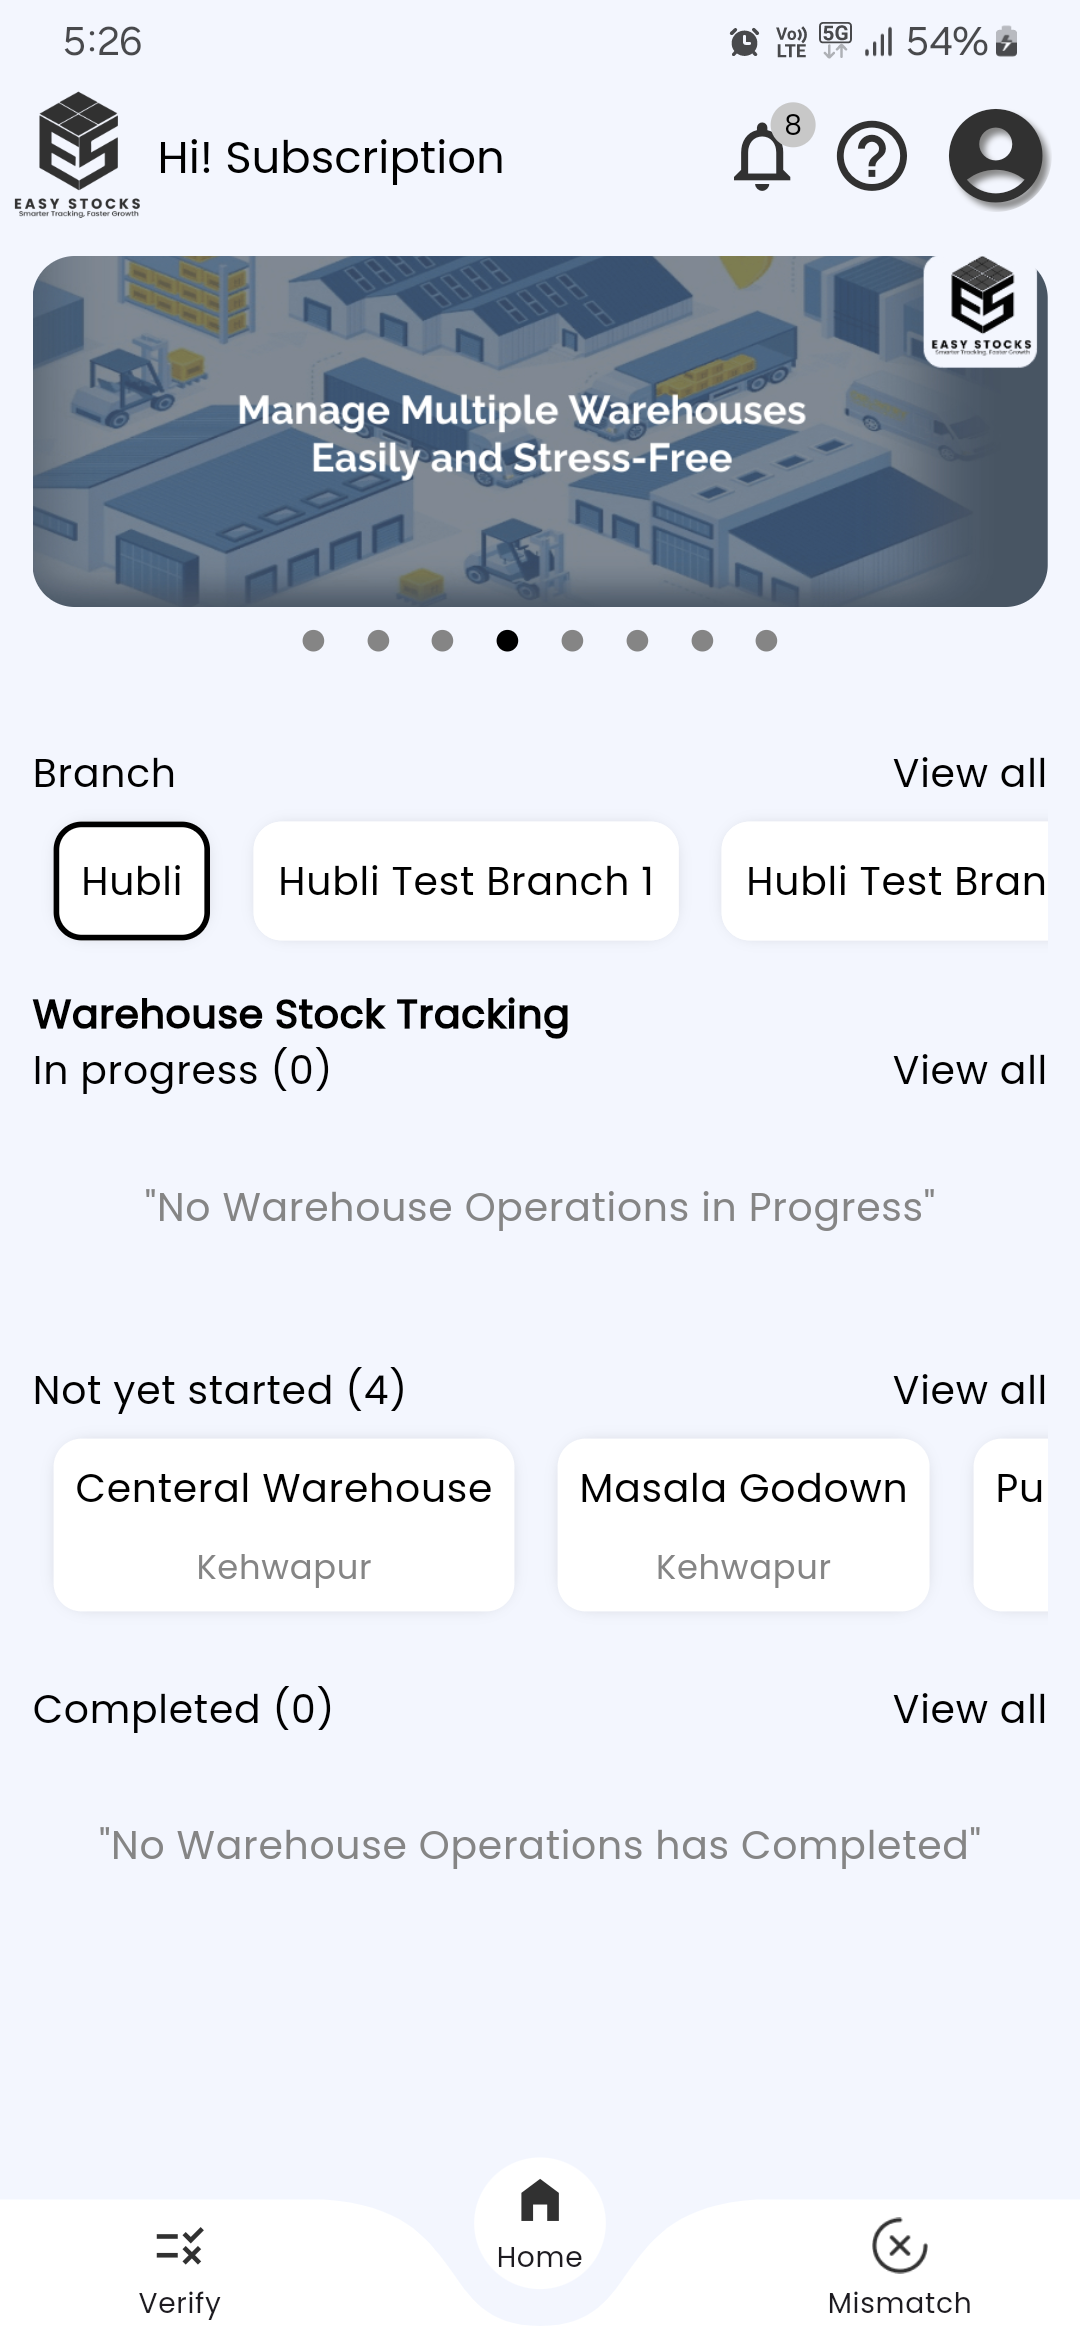 5:26
Vo)) LTE 5G 54%
EASY STOCKS
Smarter Tracking, Faster Growth
Hi! Subscription
8
EASY STOCKS
Smarter Tracking, Faster Growth
Manage Multiple Warehouses
Easily and Stress-Free
Branch View all
Hubli Hubli Test Branch 1 Hubli Test Bran
Warehouse Stock Tracking
In progress (0) View all
"No Warehouse Operations in Progress"
Not yet started (4) View all
Centeral Warehouse Masala Godown Pu
Kehwapur Kehwapur
Completed (0) View all
"No Warehouse Operations has Completed"
Home
Verify Mismatch